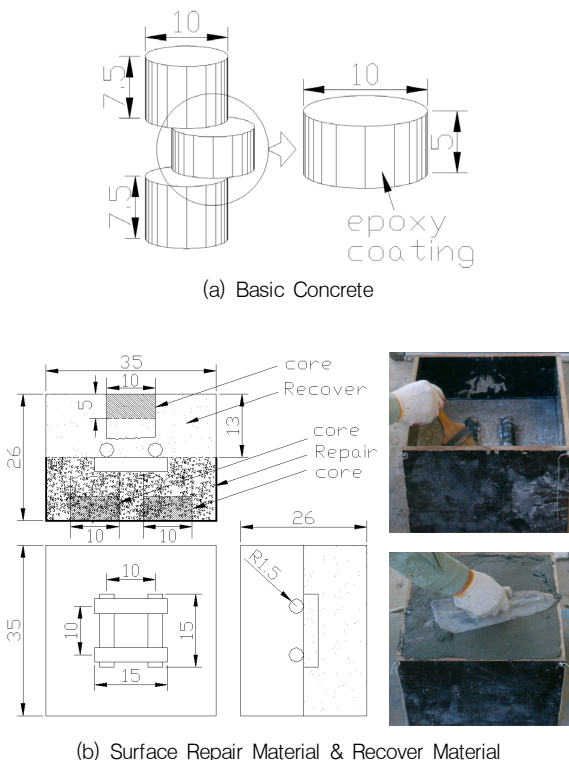 10
7.5
7.5
10
5
epoxy
coating
(a) Basic Concrete
35
10
core
Recover
5
13
26
core
Repair
core
10
10
26
35
10
10
15
15
R1.5
(b) Surface Repair Material & Recover Material